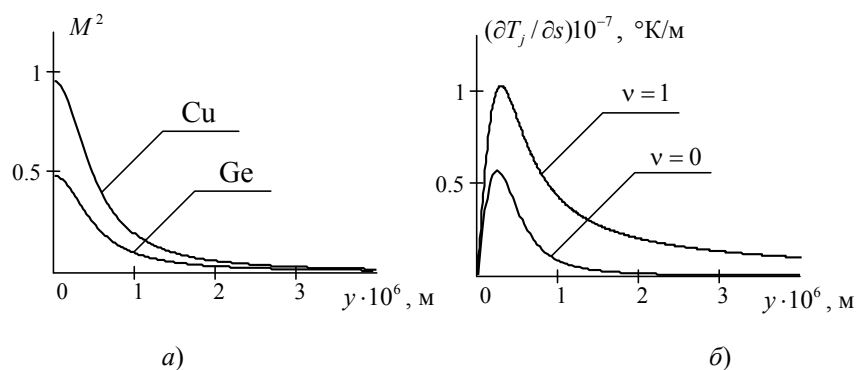 M²
1
Cu
0.5
Ge
0 1 2 3
y·10⁶, м
а)
(∂T_j / ∂s)10⁻⁷, °К/м
1
ν = 1
0.5
ν = 0
0 1 2 3
y·10⁶, м
б)